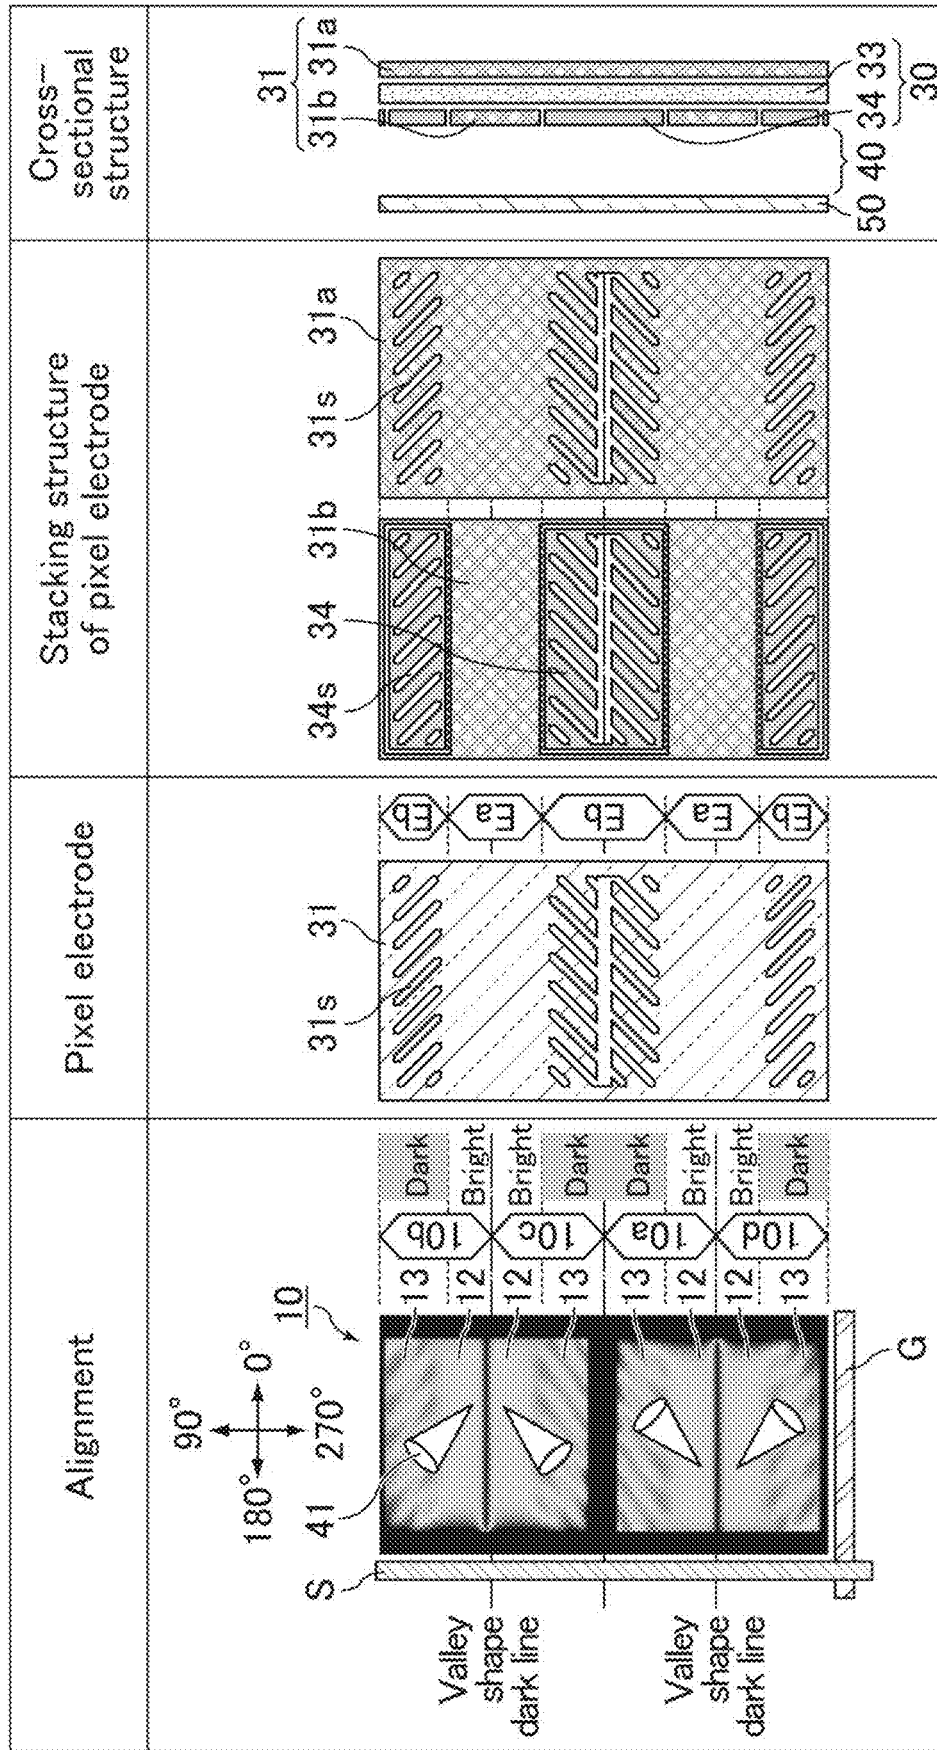 Alignment
Pixel electrode
Stacking structure
of pixel electrode
Cross-
sectional
structure
90°
180°
0°
270°
10
41
S
G
Valley
shape
dark line
Valley
shape
dark line
13
12
12
13
13
12
12
13
10b
10c
10a
10d
Dark
Bright
Bright
Dark
Dark
Bright
Bright
Dark
31s
31
Eb
Ea
Eb
Ea
Eb
34s
34
31b
31s
31a
31
31b
31a
50
40
34
33
30